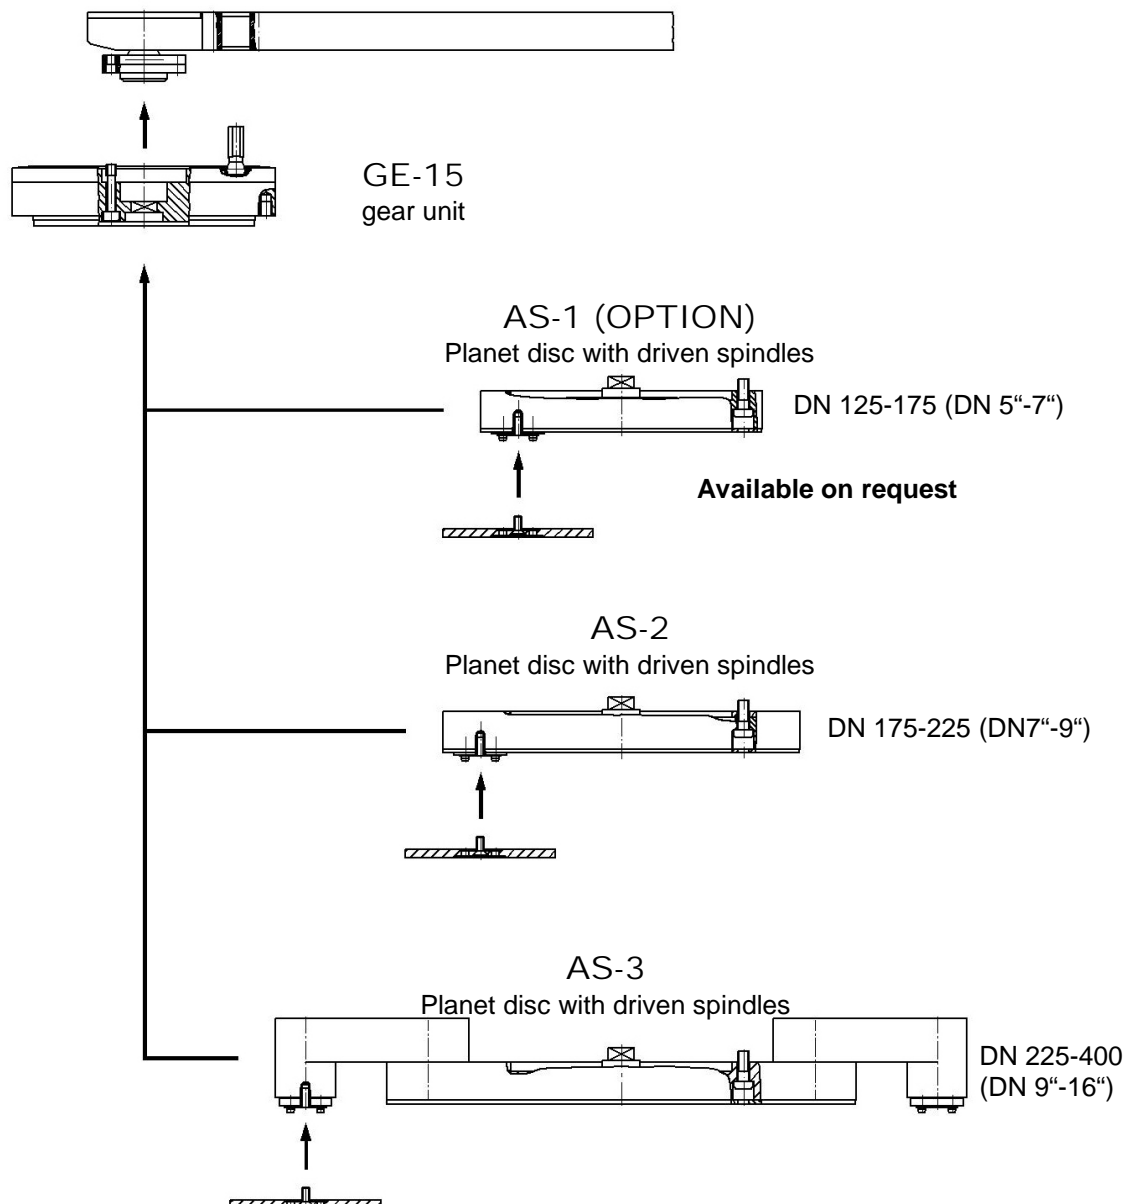 GE-15
gear unit
AS-1 (OPTION)
Planet disc with driven spindles
DN 125-175 (DN 5“-7“)
Available on request
AS-2
Planet disc with driven spindles
DN 175-225 (DN7“-9“)
AS-3
Planet disc with driven spindles
DN 225-400
(DN 9“-16“)